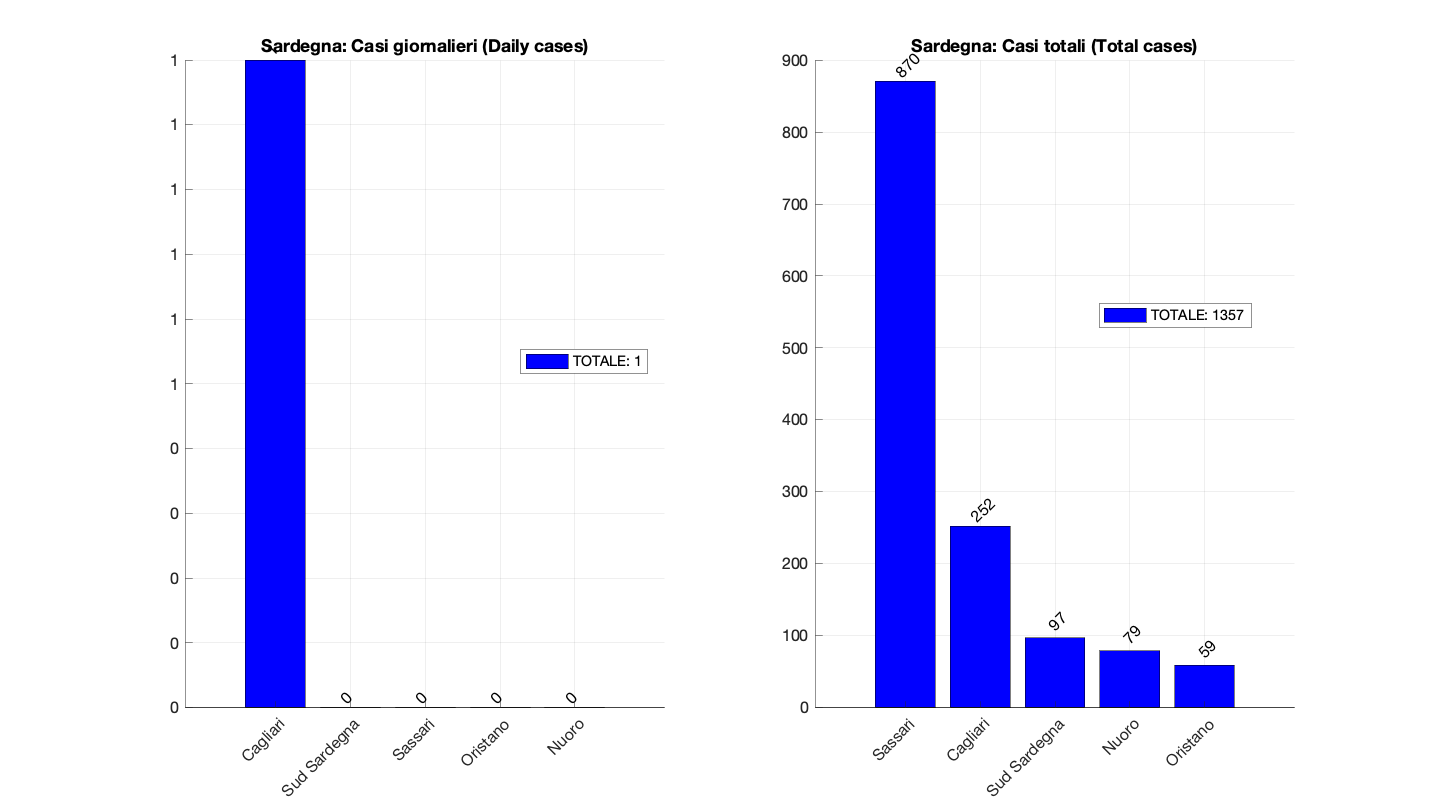 Sardegna: Casi giornalieri (Daily cases)
1
1
1
1
1
1
0
0
0
0
0
0
0
0
0
TOTALE: 1
Cagliari
Sud Sardegna
Sassari
Oristano
Nuoro
Sardegna: Casi totali (Total cases)
900
800
700
600
500
400
300
200
100
0
870
252
97
79
59
TOTALE: 1357
Sassari
Cagliari
Sud Sardegna
Nuoro
Oristano